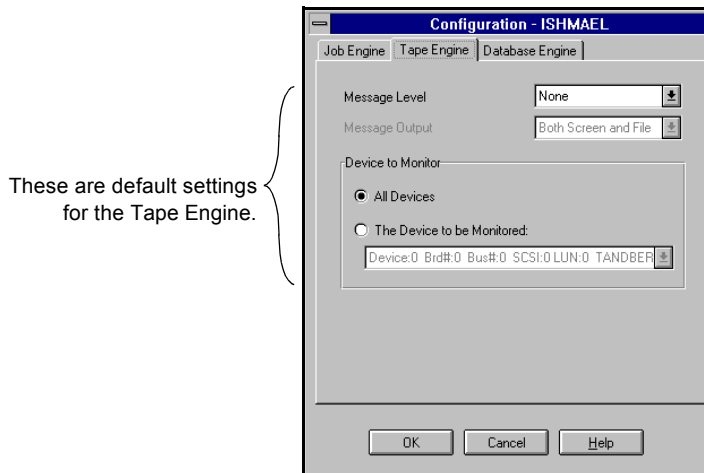 Configuration - ISHMAEL
Job Engine Tape Engine Database Engine
Message Level None
Message Output Both Screen and File
Device to Monitor
These are default settings
for the Tape Engine.
All Devices
The Device to be Monitored:
Device:0 Brd#:0 Bus#:0 SCSI:0 LUN:0 TANDBER
OK Cancel Help